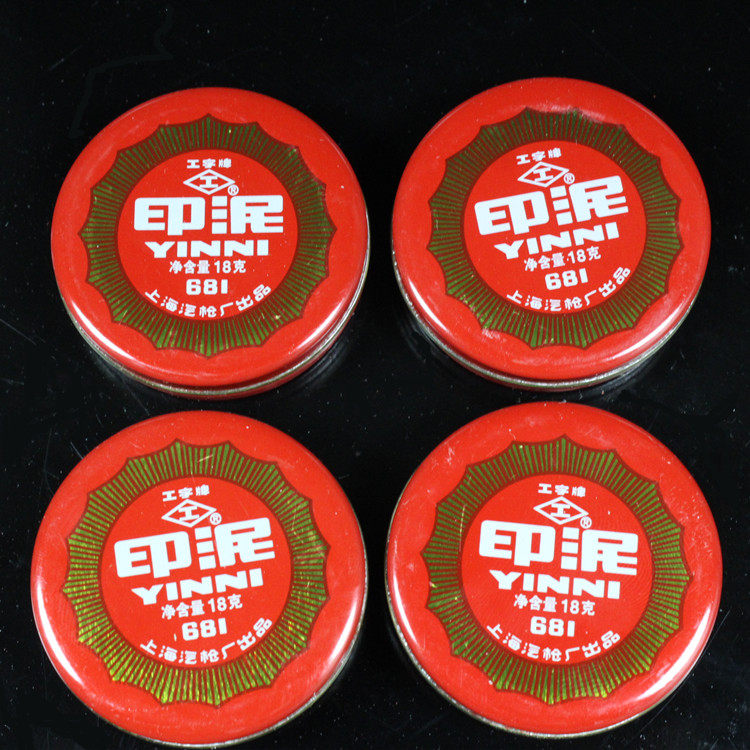 工字牌
工®
印泥
YINNI
净含量18克
681
上海汽枪厂出品
工字牌
工®
印泥
YINNI
净含量18克
681
上海汽枪厂出品
工字牌
工®
印泥
YINNI
净含量18克
681
上海汽枪厂出品
工字牌
工®
印泥
YINNI
净含量18克
681
上海汽枪厂出品